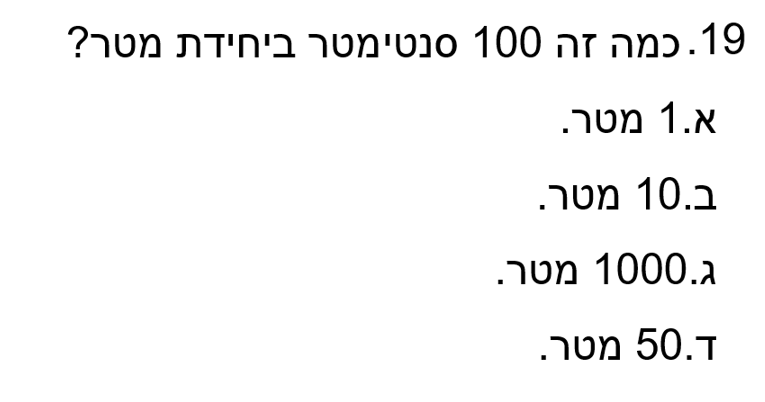 19.כמה זה 100 סנטימטר ביחידת מטר?
א.1 מטר.
ב.10 מטר.
ג.1000 מטר.
ד.50 מטר.